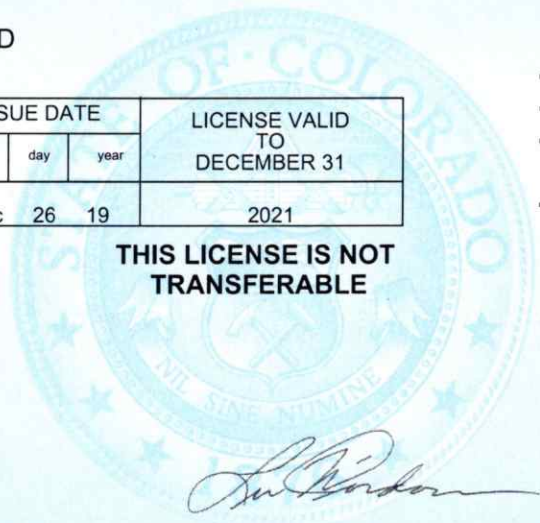 D
SUE DATE
day year
LICENSE VALID
TO
DECEMBER 31
c 26 19
2021
THIS LICENSE IS NOT
TRANSFERABLE
STATE OF COLORADO
NIL SINE NUMINE